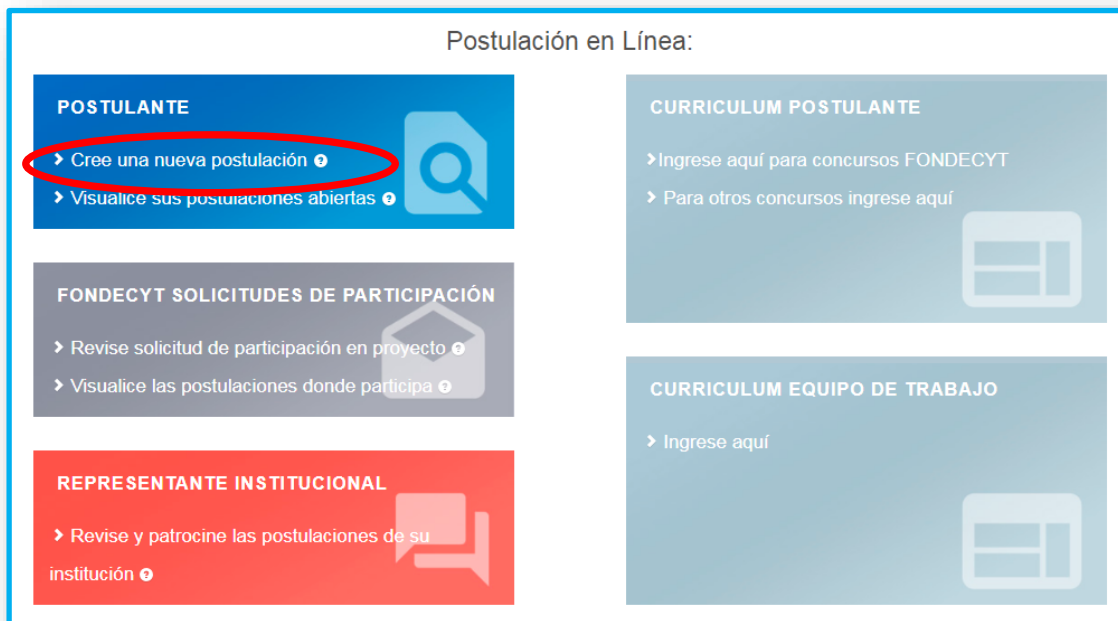 Postulación en Línea:
POSTULANTE
Cree una nueva postulación
Visualice sus postulaciones abiertas
FONDECYT SOLICITUDES DE PARTICIPACIÓN
Revise solicitud de participación en proyecto
Visualice las postulaciones donde participa
REPRESENTANTE INSTITUCIONAL
Revise y patrocine las postulaciones de su
institución
CURRICULUM POSTULANTE
Ingrese aquí para concursos FONDECYT
Para otros concursos ingrese aquí
CURRICULUM EQUIPO DE TRABAJO
Ingrese aquí